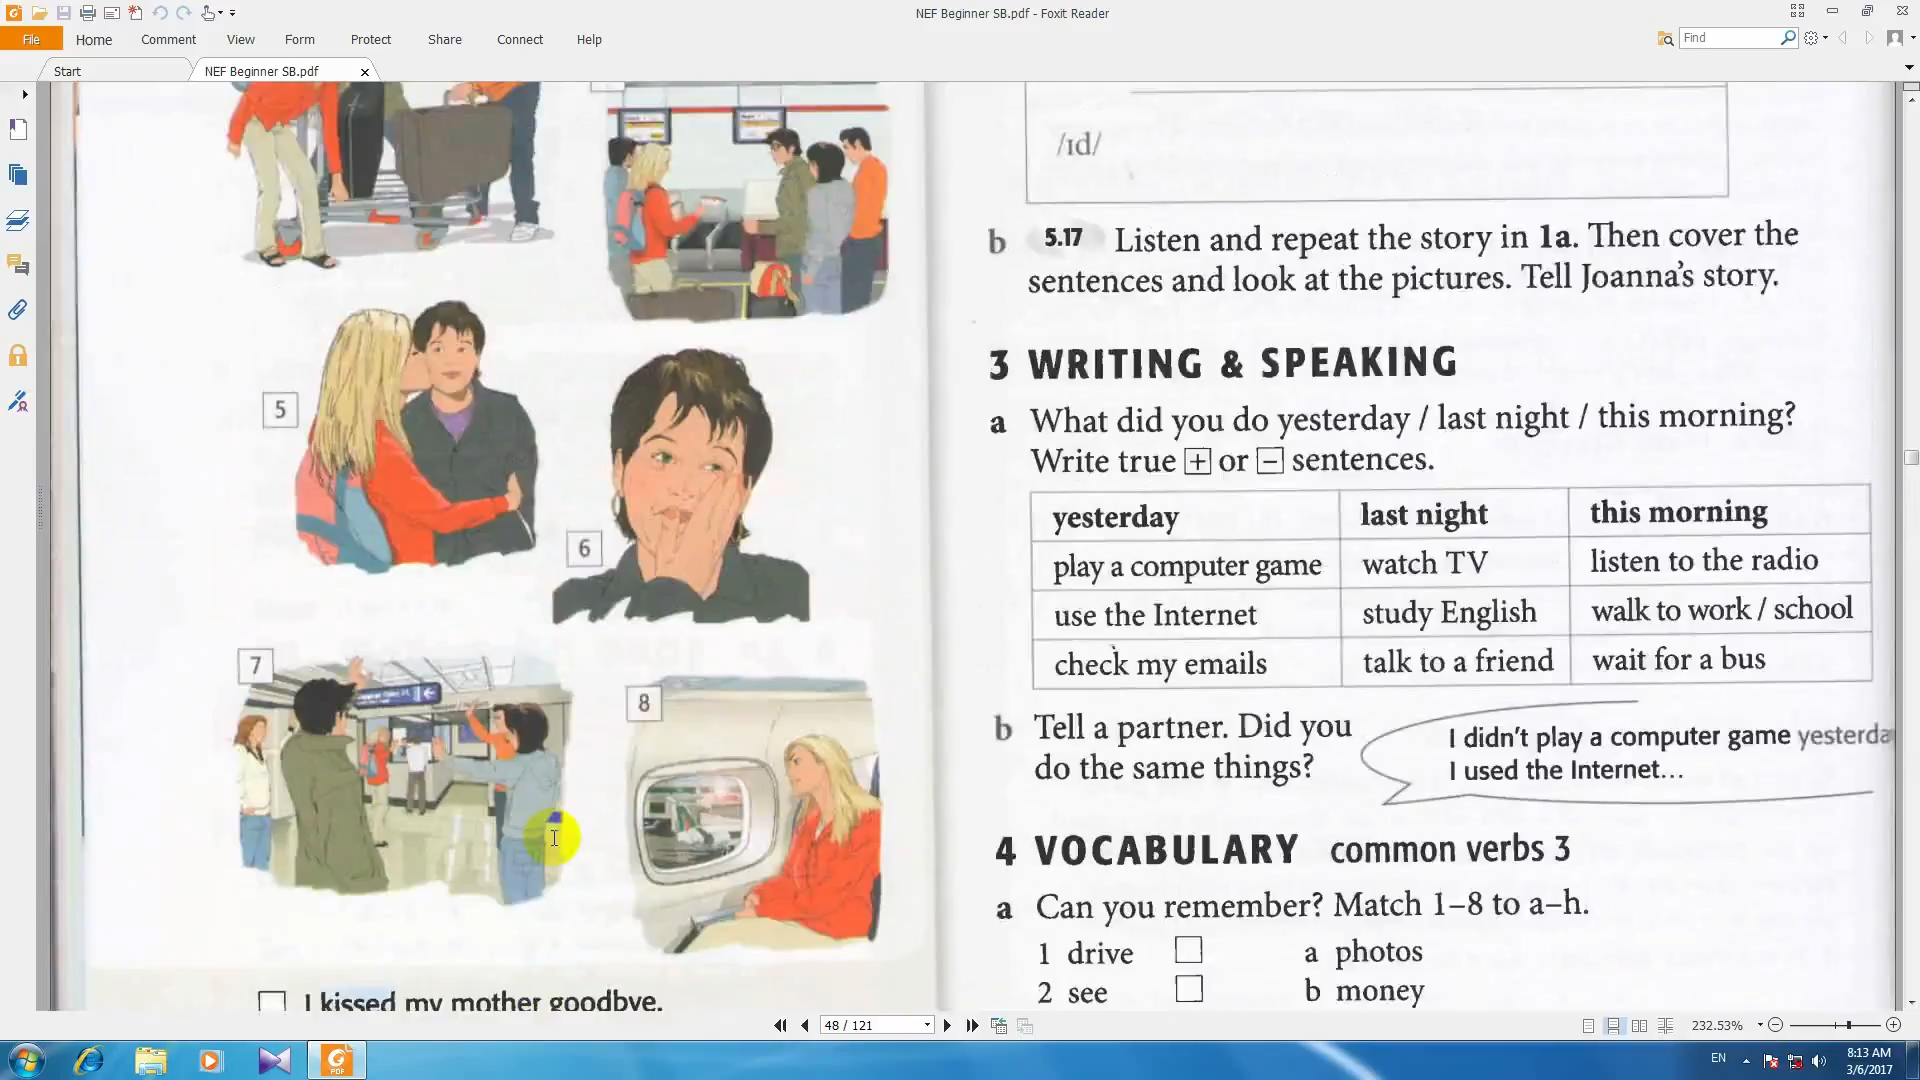 NEF Beginner SB.pdf - Foxit Reader
File Home Comment View Form Protect Share Connect Help
Find
Start
NEF Beginner SB.pdf
5
6
7
8
I kissed my mother goodbye.
/ɪd/
b 5.17 Listen and repeat the story in 1a. Then cover the
sentences and look at the pictures. Tell Joanna's story.
3 WRITING & SPEAKING
a What did you do yesterday / last night / this morning?
Write true + or − sentences.
yesterday last night this morning
play a computer game watch TV listen to the radio
use the Internet study English walk to work / school
check my emails talk to a friend wait for a bus
b Tell a partner. Did you
do the same things?
I didn't play a computer game yesterda
I used the Internet...
4 VOCABULARY common verbs 3
a Can you remember? Match 1–8 to a–h.
1 drive a photos
2 see b money
48 / 121
232.53%
EN
8:13 AM
3/6/2017